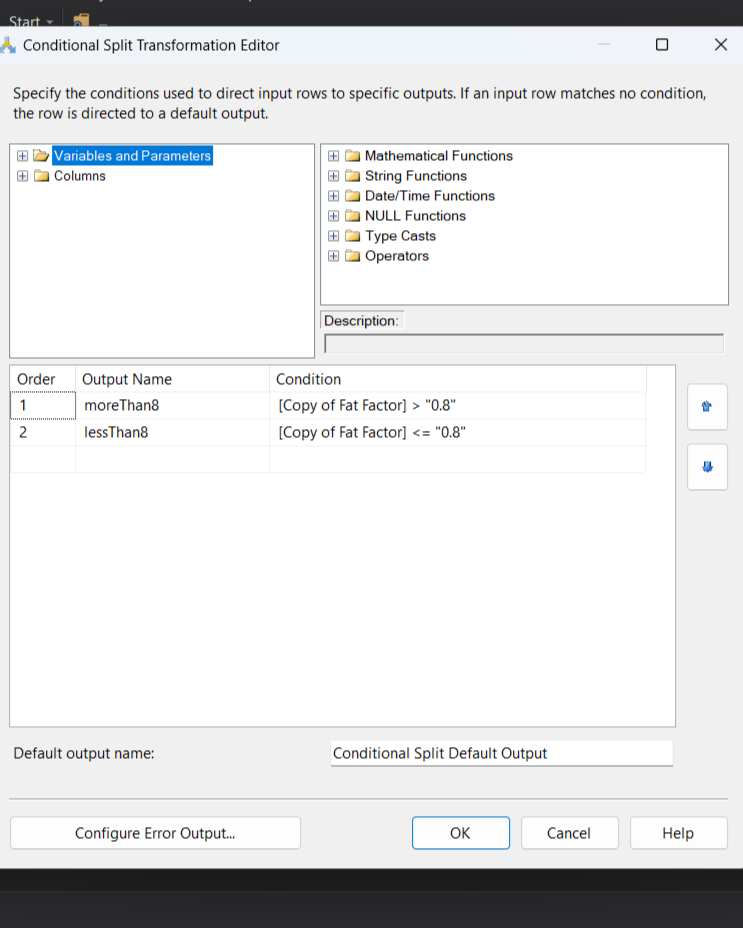 Start
Conditional Split Transformation Editor
Specify the conditions used to direct input rows to specific outputs. If an input row matches no condition,
the row is directed to a default output.
Variables and Parameters
Columns
Mathematical Functions
String Functions
Date/Time Functions
NULL Functions
Type Casts
Operators
Description:
Order Output Name Condition
1 moreThan8 [Copy of Fat Factor] > "0.8"
2 lessThan8 [Copy of Fat Factor] <= "0.8"
Default output name: Conditional Split Default Output
Configure Error Output... OK Cancel Help